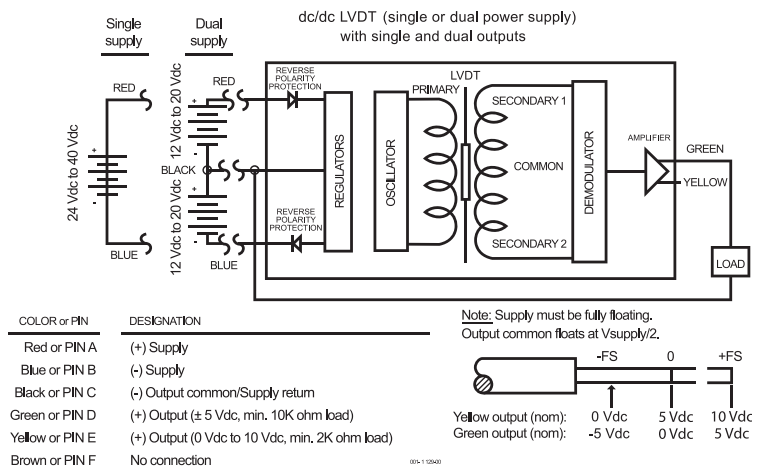 dc/dc LVDT (single or dual power supply)
with single and dual outputs
Single
supply
Dual
supply
RED
RED
24 Vdc to 40 Vdc
12 Vdc to 20 Vdc
12 Vdc to 20 Vdc
+
-
+
-
+
-
BLACK
BLUE
BLUE
REVERSE
POLARITY
PROTECTION
REVERSE
POLARITY
PROTECTION
REGULATORS
OSCILLATOR
PRIMARY
LVDT
SECONDARY 1
COMMON
SECONDARY 2
DEMODULATOR
AMPLIFIER
GREEN
YELLOW
LOAD
COLOR or PIN DESIGNATION
Red or PIN A (+) Supply
Blue or PIN B (-) Supply
Black or PIN C (-) Output common/Supply return
Green or PIN D (+) Output (± 5 Vdc, min. 10K ohm load)
Yellow or PIN E (+) Output (0 Vdc to 10 Vdc, min. 2K ohm load)
Brown or PIN F No connection
Note: Supply must be fully floating.
Output common floats at Vsupply/2.
-FS 0 +FS
Yellow output (nom): 0 Vdc 5 Vdc 10 Vdc
Green output (nom): -5 Vdc 0 Vdc 5 Vdc